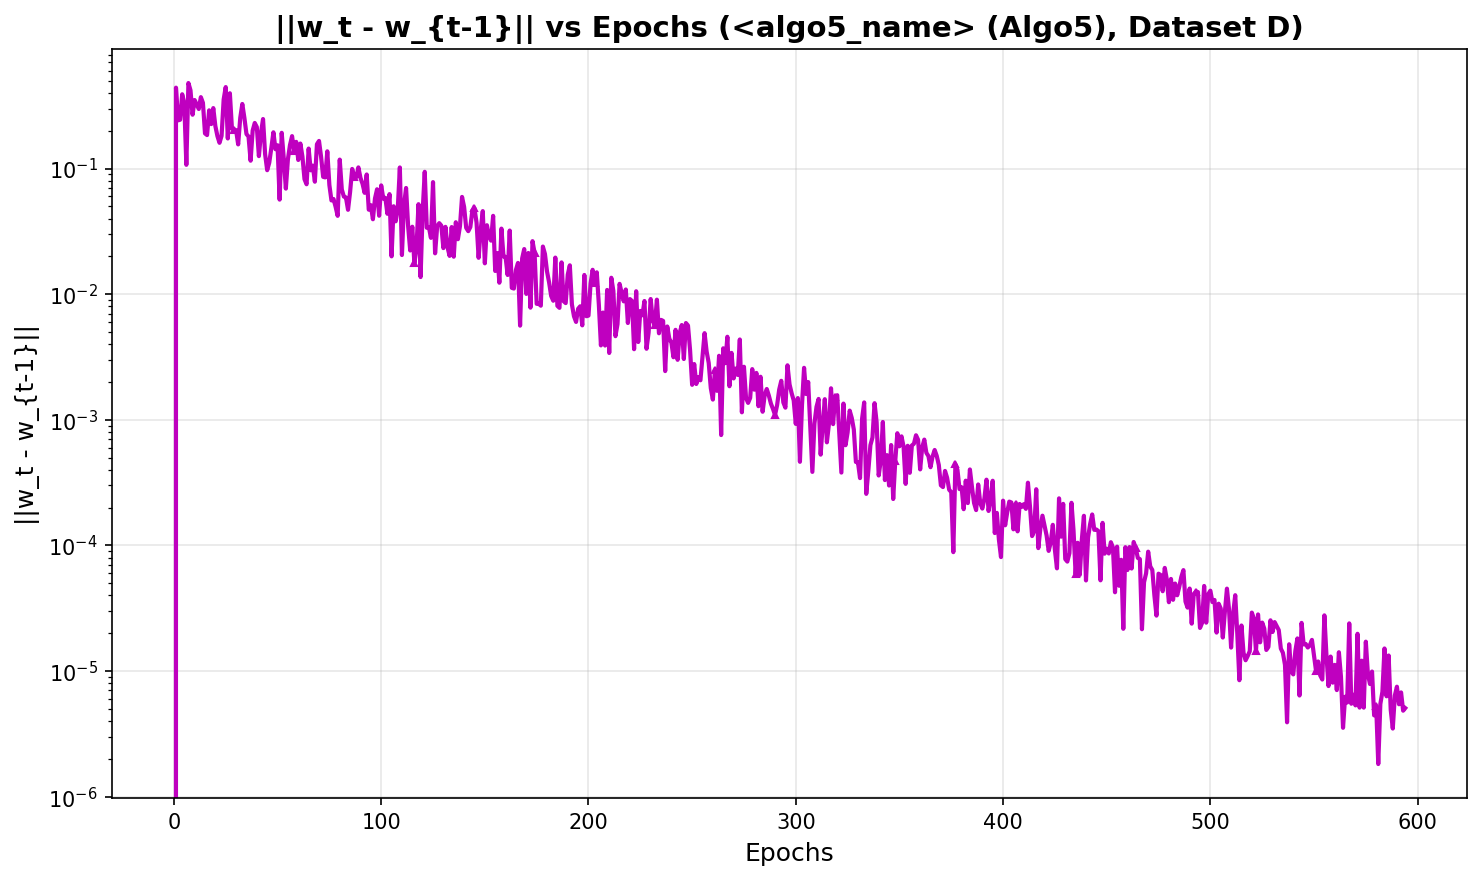 ||w_t - w_{t-1}|| vs Epochs (<algo5_name> (Algo5), Dataset D)
||w_t - w_{t-1}||
10⁻¹
10⁻²
10⁻³
10⁻⁴
10⁻⁵
10⁻⁶
0 100 200 300 400 500 600
Epochs